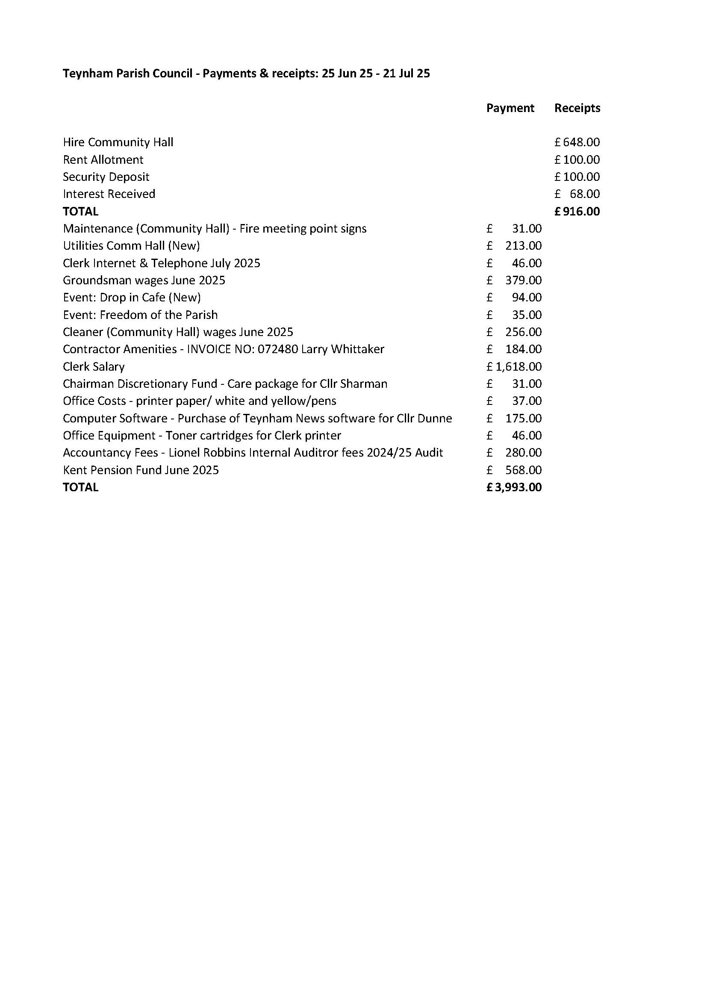 Teynham Parish Council - Payments & receipts: 25 Jun 25 - 21 Jul 25
Payment Receipts
Hire Community Hall £ 648.00
Rent Allotment £ 100.00
Security Deposit £ 100.00
Interest Received £ 68.00
TOTAL £ 916.00
Maintenance (Community Hall) - Fire meeting point signs £ 31.00
Utilities Comm Hall (New) £ 213.00
Clerk Internet & Telephone July 2025 £ 46.00
Groundsman wages June 2025 £ 379.00
Event: Drop in Cafe (New) £ 94.00
Event: Freedom of the Parish £ 35.00
Cleaner (Community Hall) wages June 2025 £ 256.00
Contractor Amenities - INVOICE NO: 072480 Larry Whittaker £ 184.00
Clerk Salary £ 1,618.00
Chairman Discretionary Fund - Care package for Cllr Sharman £ 31.00
Office Costs - printer paper/ white and yellow/pens £ 37.00
Computer Software - Purchase of Teynham News software for Cllr Dunne £ 175.00
Office Equipment - Toner cartridges for Clerk printer £ 46.00
Accountancy Fees - Lionel Robbins Internal Auditror fees 2024/25 Audit £ 280.00
Kent Pension Fund June 2025 £ 568.00
TOTAL £ 3,993.00